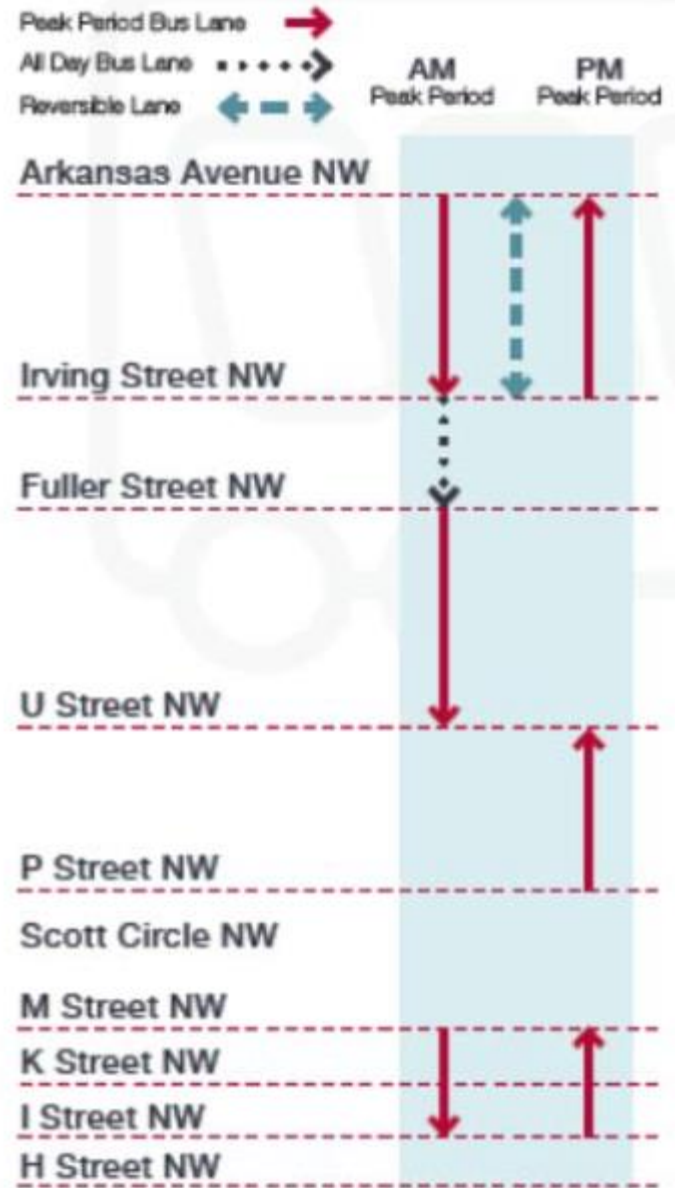 Peak Period Bus Lane
All Day Bus Lane
Reversible Lane
AM
Peak Period
PM
Peak Period
Arkansas Avenue NW
Irving Street NW
Fuller Street NW
U Street NW
P Street NW
Scott Circle NW
M Street NW
K Street NW
I Street NW
H Street NW